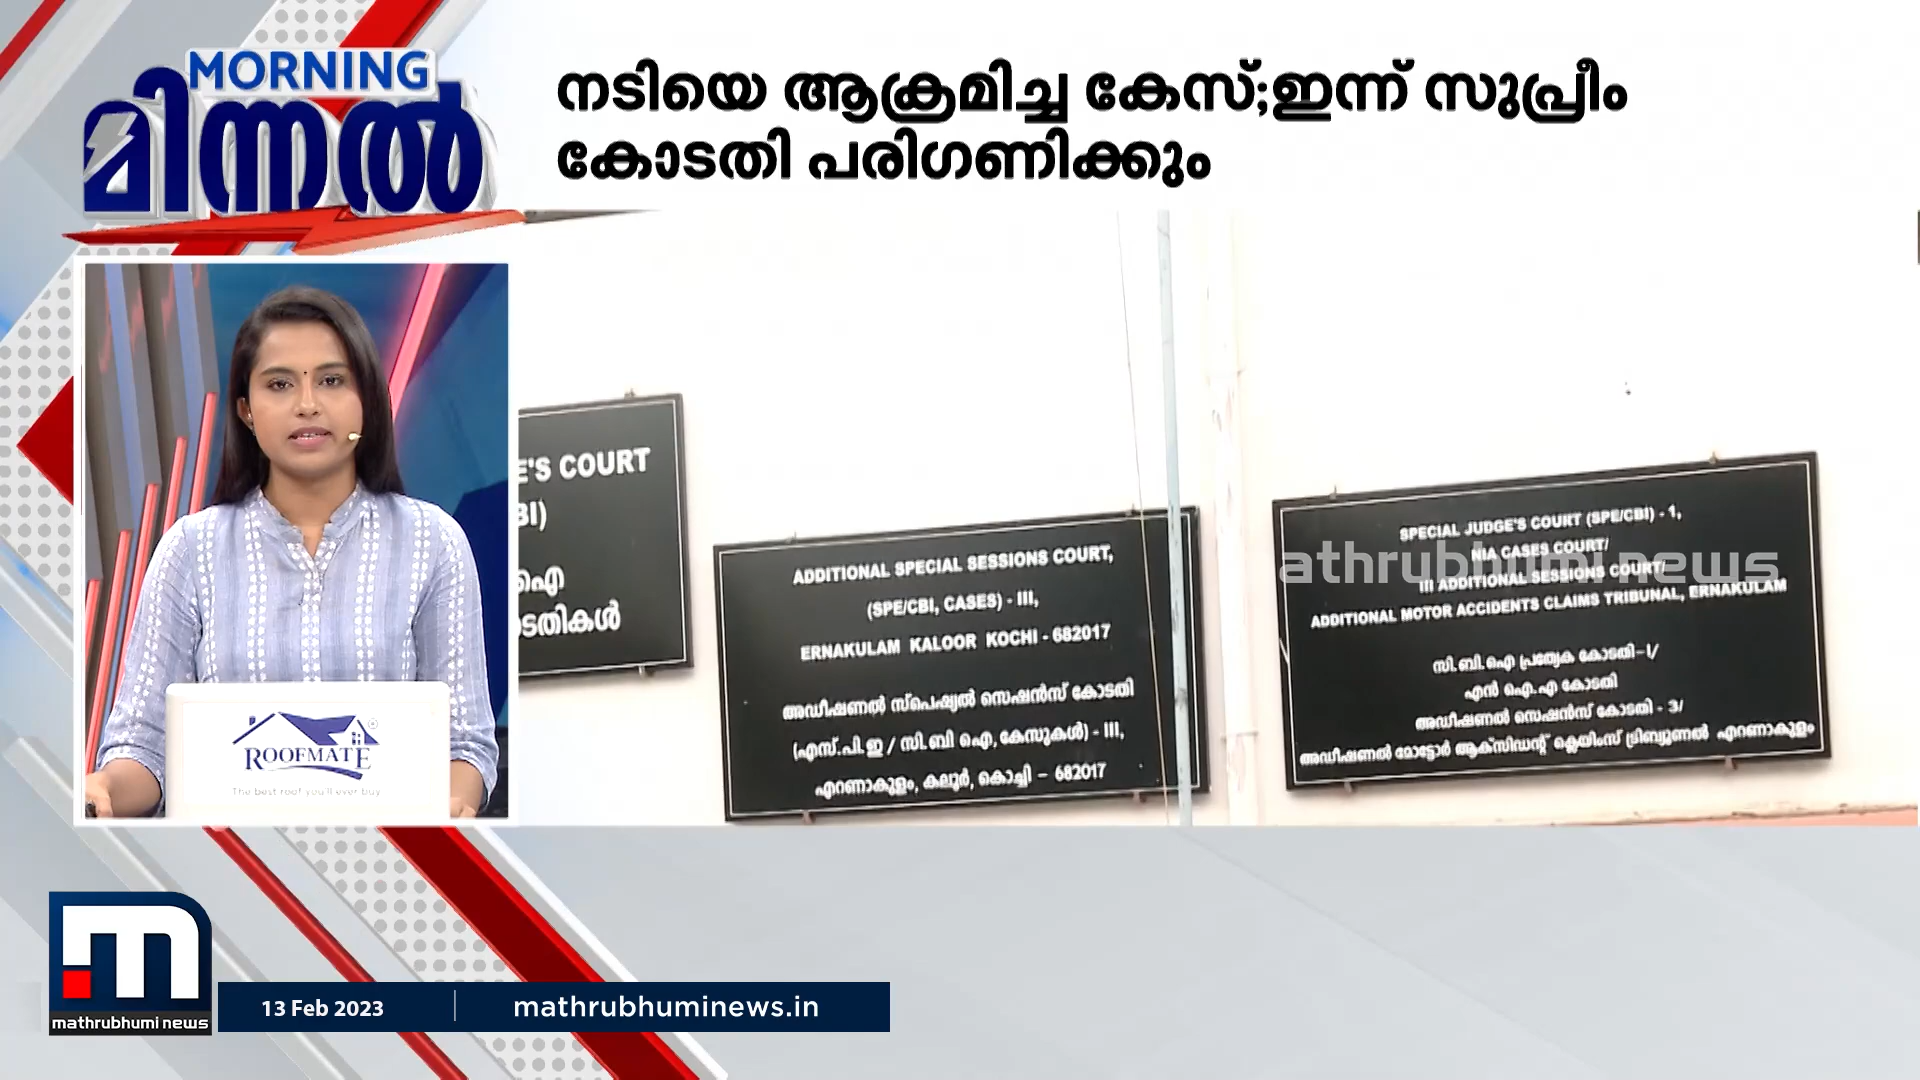 MORNING
മിന്നൽ
നടിയെ ആക്രമിച്ച കേസ്;ഇന്ന് സുപ്രീം
കോടതി പരിഗണിക്കും
E'S COURT
BI)
ഐ
ടതികൾ
ADDITIONAL SPECIAL SESSIONS COURT,
(SPE/CBI, CASES) - III,
ERNAKULAM KALOOR KOCHI - 682017
അഡീഷണൽ സ്പെഷ്യൽ സെഷൻസ് കോടതി
(എസ്.പി.ഇ / സി.ബി ഐ, കേസുകൾ) - III,
എറണാകുളം, കലൂർ, കൊച്ചി - 682017
SPECIAL JUDGE'S COURT (SPE/CBI) - 1,
NIA CASES COURT/
athrubhumi news
III ADDITIONAL SESSIONS COURT/
ADDITIONAL MOTOR ACCIDENTS CLAIMS TRIBUNAL, ERNAKULAM
സി.ബി.ഐ പ്രത്യേക കോടതി-I/
എൻ ഐ.എ കോടതി
അഡീഷണൽ സെഷൻസ് കോടതി - 3/
അഡീഷണൽ മോട്ടോർ ആക്സിഡന്റ് ക്ലെയിംസ് ട്രിബ്യൂണൽ എറണാകുളം
ROOFMATE
The best roof you'll ever buy
mathrubhumi news
13 Feb 2023
mathrubhuminews.in